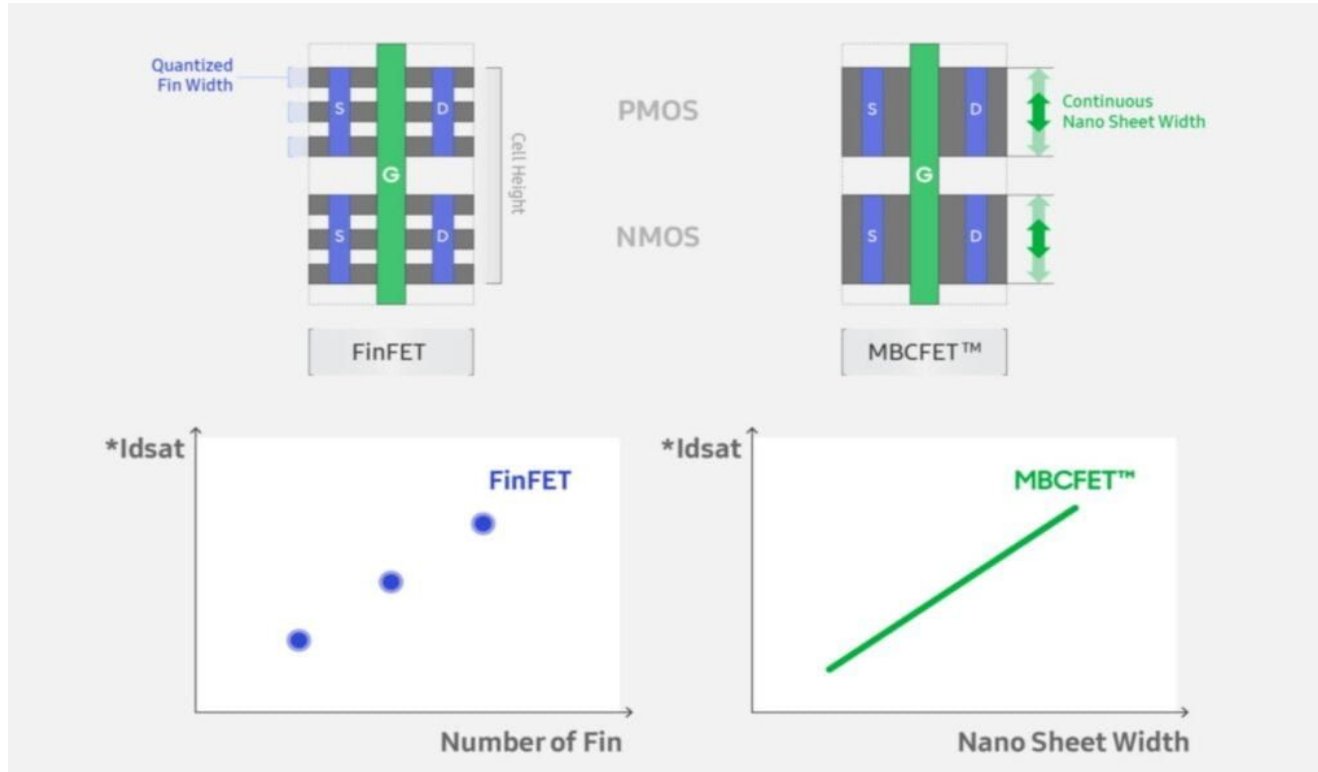 Quantized
Fin Width
S
D
G
S
D
Cell Height
FinFET
PMOS
NMOS
S
D
G
S
D
Continuous
Nano Sheet Width
MBCFET™
*Idsat
FinFET
Number of Fin
*Idsat
MBCFET™
Nano Sheet Width